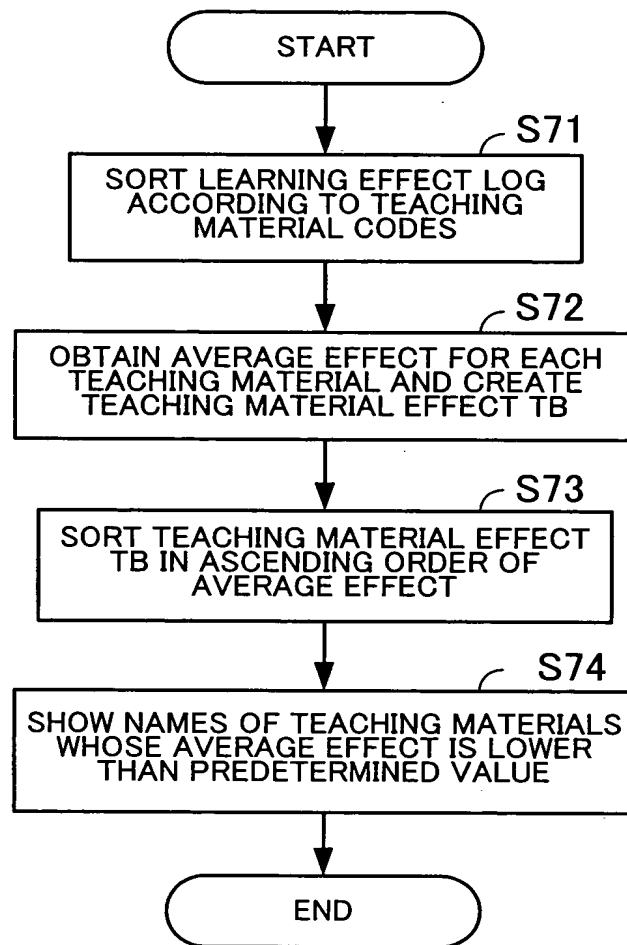 START
S71
SORT LEARNING EFFECT LOG
ACCORDING TO TEACHING
MATERIAL CODES
S72
OBTAIN AVERAGE EFFECT FOR EACH
TEACHING MATERIAL AND CREATE
TEACHING MATERIAL EFFECT TB
S73
SORT TEACHING MATERIAL EFFECT
TB IN ASCENDING ORDER OF
AVERAGE EFFECT
S74
SHOW NAMES OF TEACHING MATERIALS
WHOSE AVERAGE EFFECT IS LOWER
THAN PREDETERMINED VALUE
END